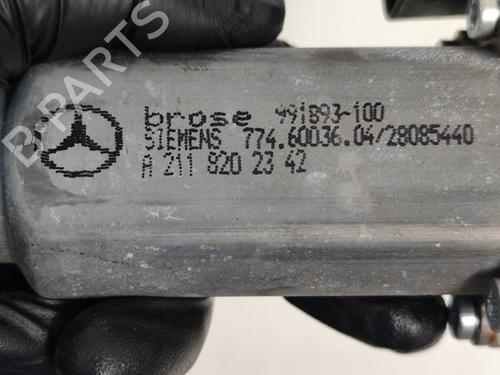 brose 991893-100
SIEMENS 774.60036.04/28085440
A 211 820 23 42
B-PARTS